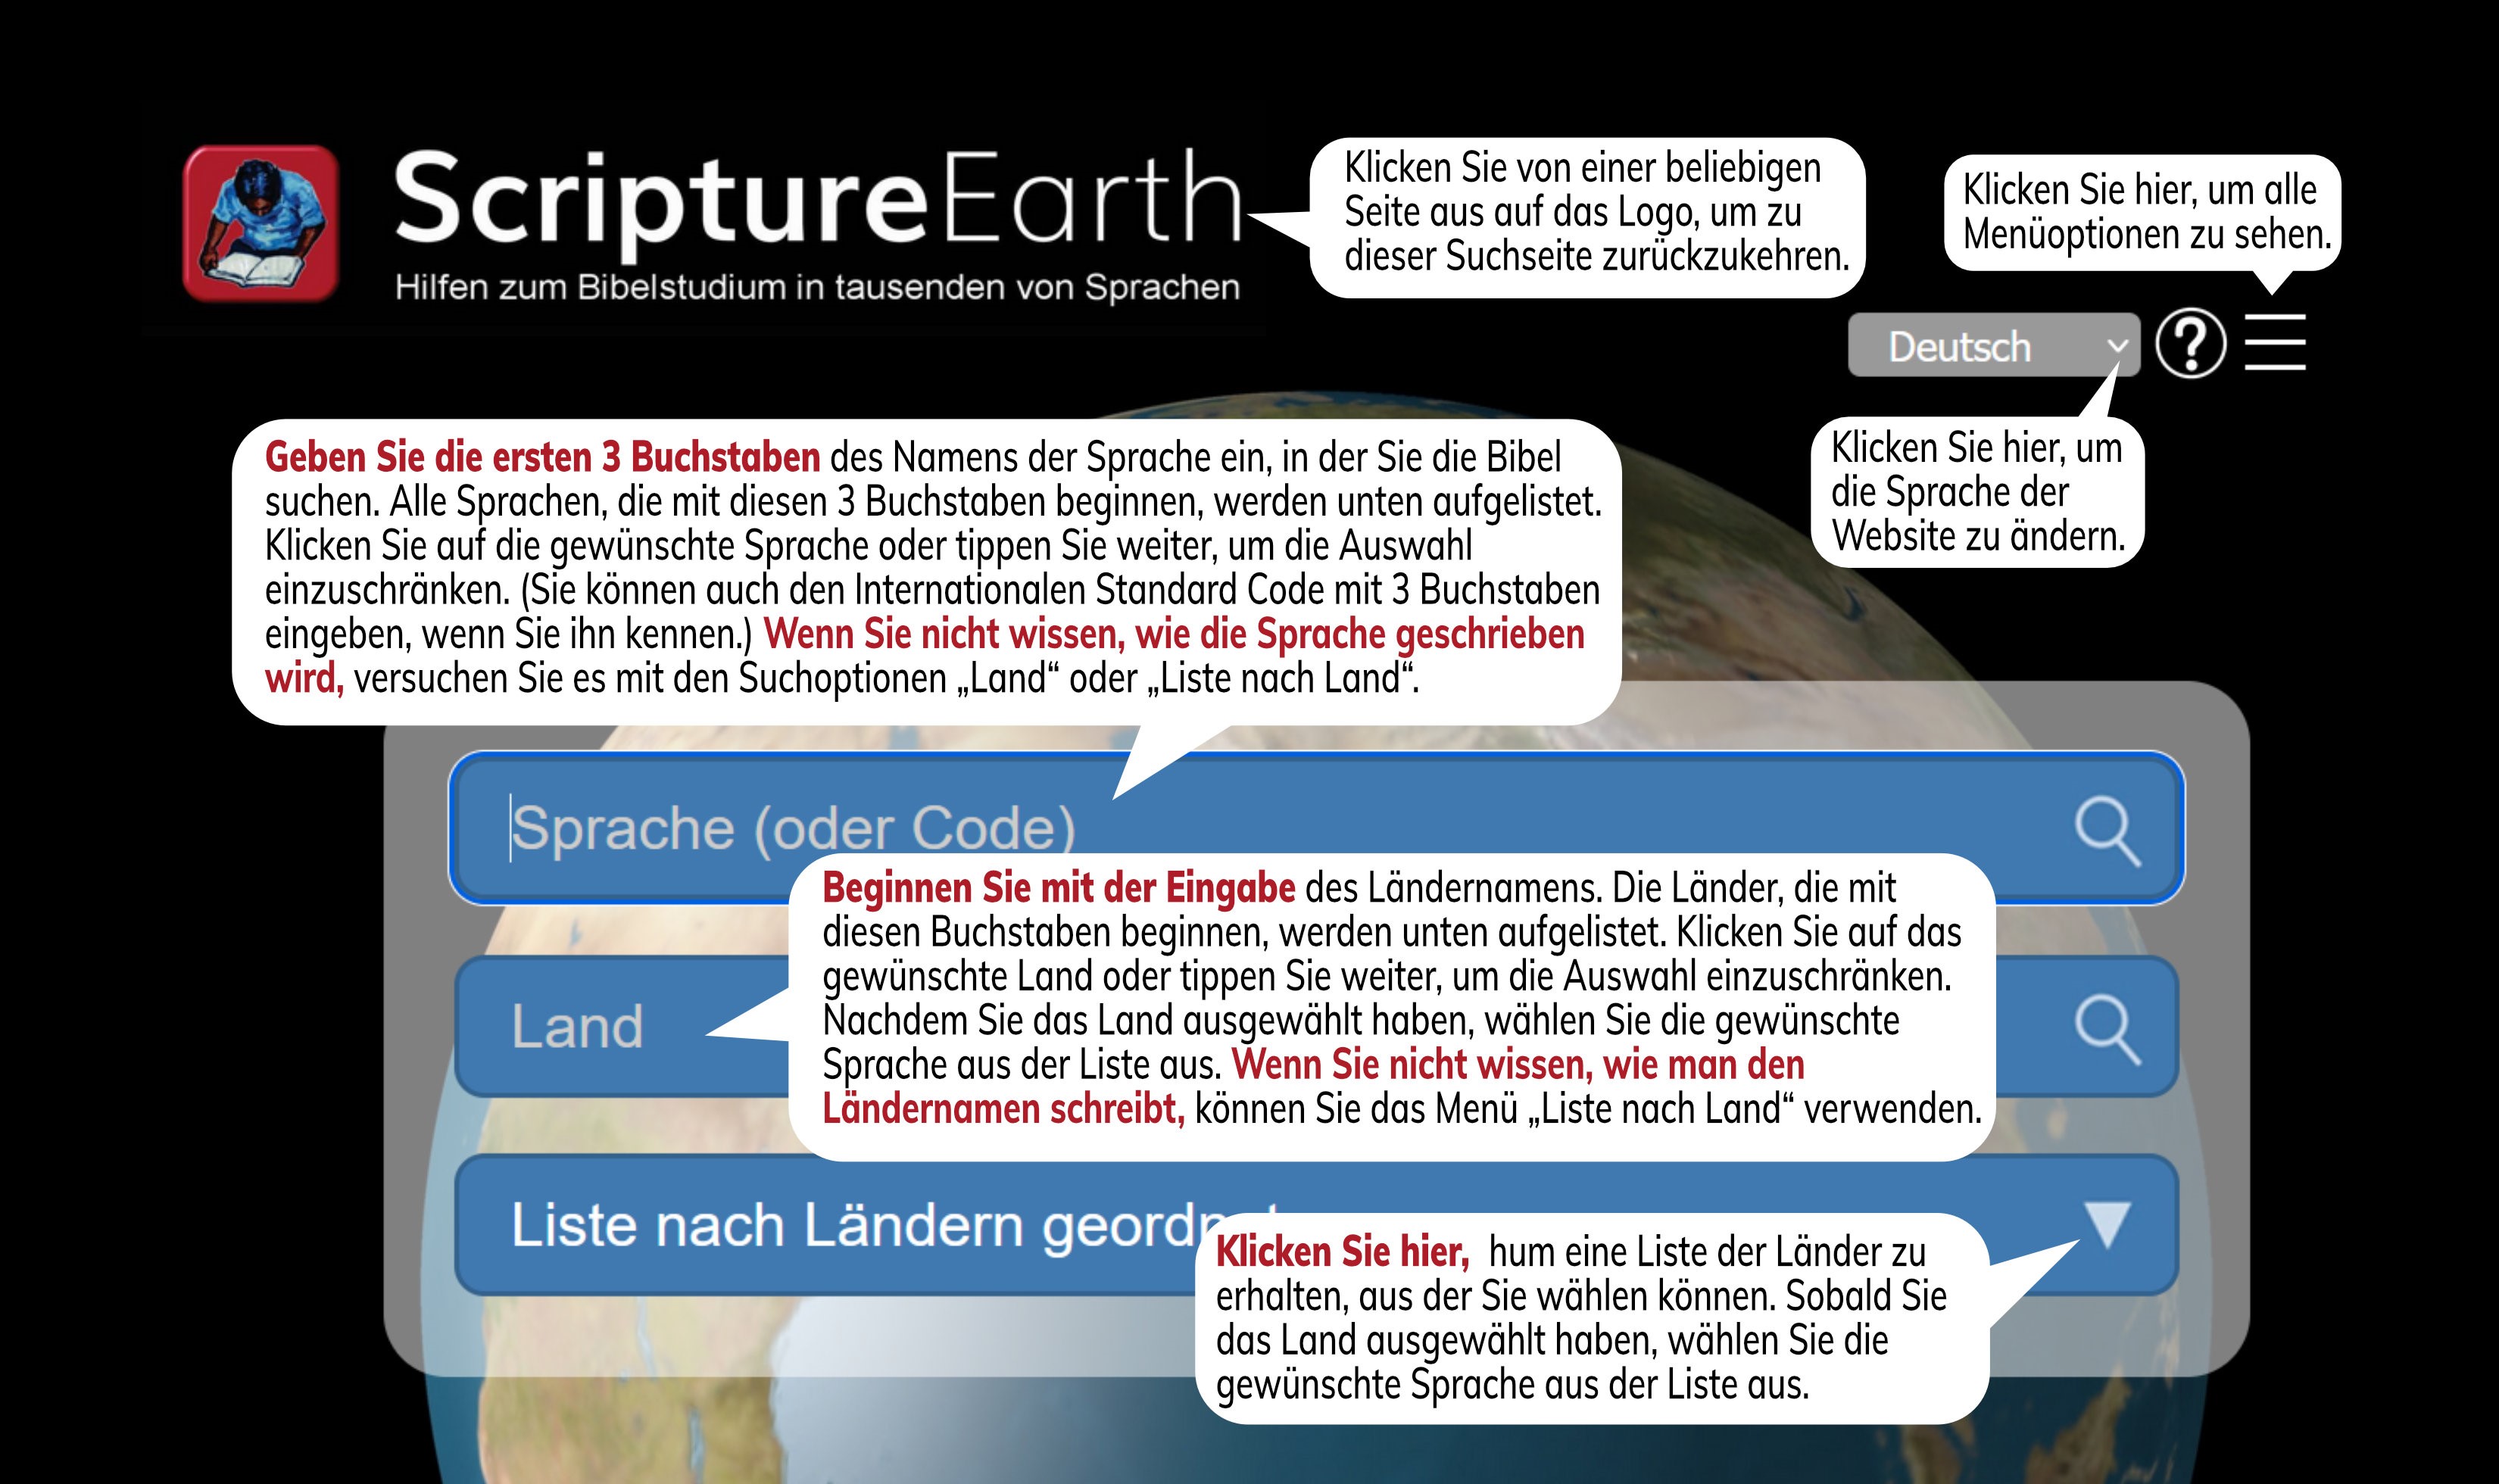 ScriptureEarth
Hilfen zum Bibelstudium in tausenden von Sprachen
Klicken Sie von einer beliebigen
Seite aus auf das Logo, um zu
dieser Suchseite zurückzukehren.
Klicken Sie hier, um alle
Menüoptionen zu sehen.
Deutsch
?
Klicken Sie hier, um
die Sprache der
Website zu ändern.
Geben Sie die ersten 3 Buchstaben des Namens der Sprache ein, in der Sie die Bibel
suchen. Alle Sprachen, die mit diesen 3 Buchstaben beginnen, werden unten aufgelistet.
Klicken Sie auf die gewünschte Sprache oder tippen Sie weiter, um die Auswahl
einzuschränken. (Sie können auch den Internationalen Standard Code mit 3 Buchstaben
eingeben, wenn Sie ihn kennen.) Wenn Sie nicht wissen, wie die Sprache geschrieben
wird, versuchen Sie es mit den Suchoptionen „Land“ oder „Liste nach Land“.
Sprache (oder Code)
Beginnen Sie mit der Eingabe des Ländernamens. Die Länder, die mit
diesen Buchstaben beginnen, werden unten aufgelistet. Klicken Sie auf das
gewünschte Land oder tippen Sie weiter, um die Auswahl einzuschränken.
Nachdem Sie das Land ausgewählt haben, wählen Sie die gewünschte
Sprache aus der Liste aus. Wenn Sie nicht wissen, wie man den
Ländernamen schreibt, können Sie das Menü „Liste nach Land“ verwenden.
Land
Liste nach Ländern
Klicken Sie hier, hum eine Liste der Länder zu
erhalten, aus der Sie wählen können. Sobald Sie
das Land ausgewählt haben, wählen Sie die
gewünschte Sprache aus der Liste aus.